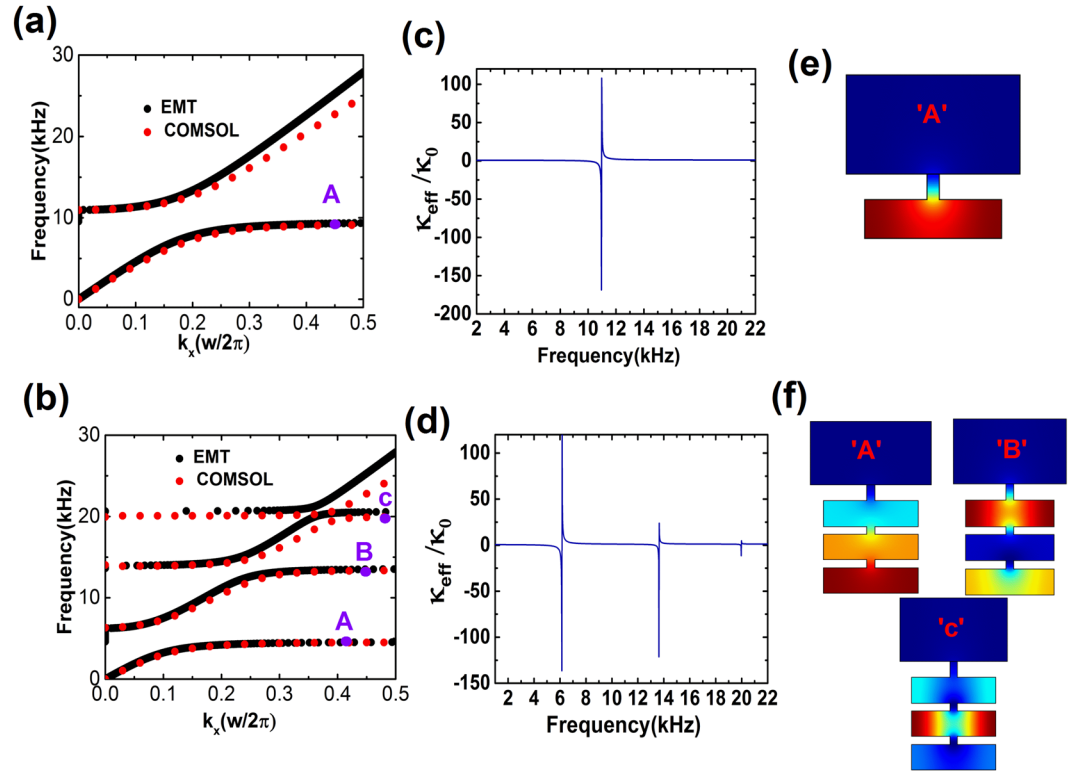 (a)
30
20
10
0
Frequency(kHz)
EMT
COMSOL
A
0.0 0.1 0.2 0.3 0.4 0.5
kₓ(w/2π)
(c)
100
50
0
-50
-100
-150
-200
κeff/κ0
2 4 6 8 10 12 14 16 18 20 22
Frequency(kHz)
(e)
'A'
(b)
30
20
10
0
Frequency(kHz)
EMT
COMSOL
c
B
A
0.0 0.1 0.2 0.3 0.4 0.5
kₓ(w/2π)
(d)
100
50
0
-50
-100
-150
κeff/κ0
2 4 6 8 10 12 14 16 18 20 22
Frequency(kHz)
(f)
'A'
'B'
'c'